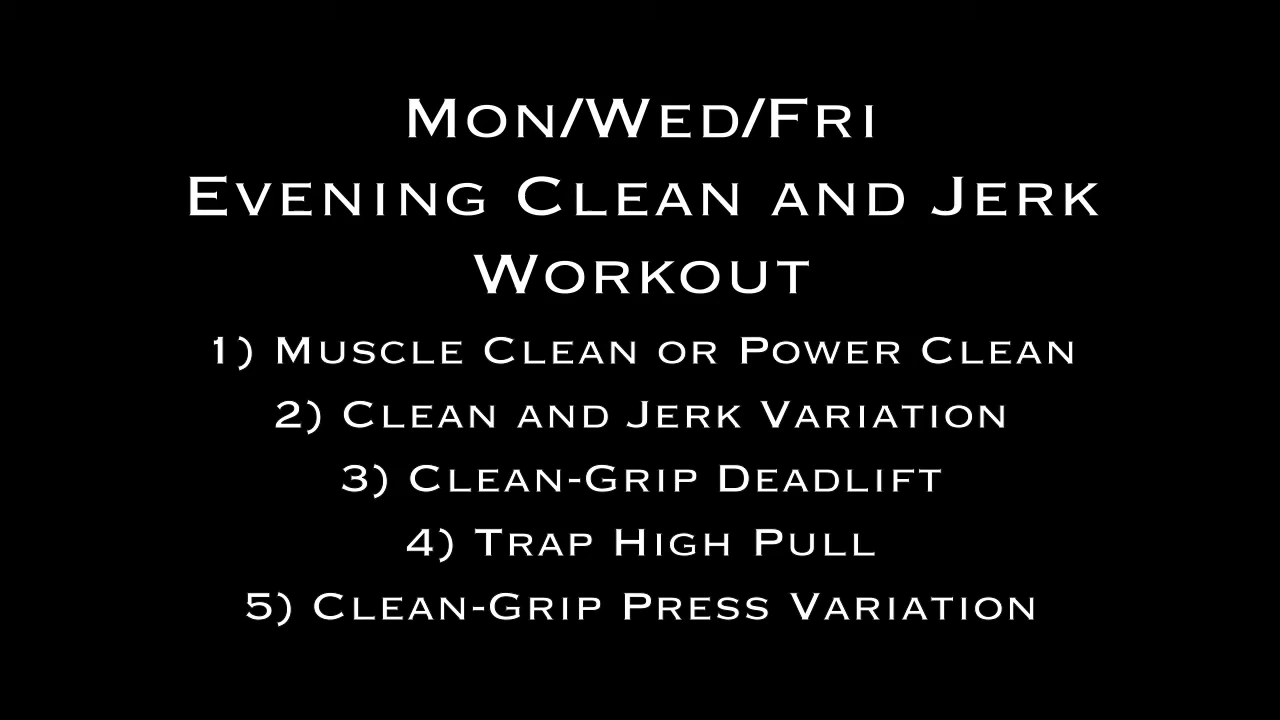 Mon/Wed/Fri
Evening Clean and Jerk
Workout
1) Muscle Clean or Power Clean
2) Clean and Jerk Variation
3) Clean-Grip Deadlift
4) Trap High Pull
5) Clean-Grip Press Variation